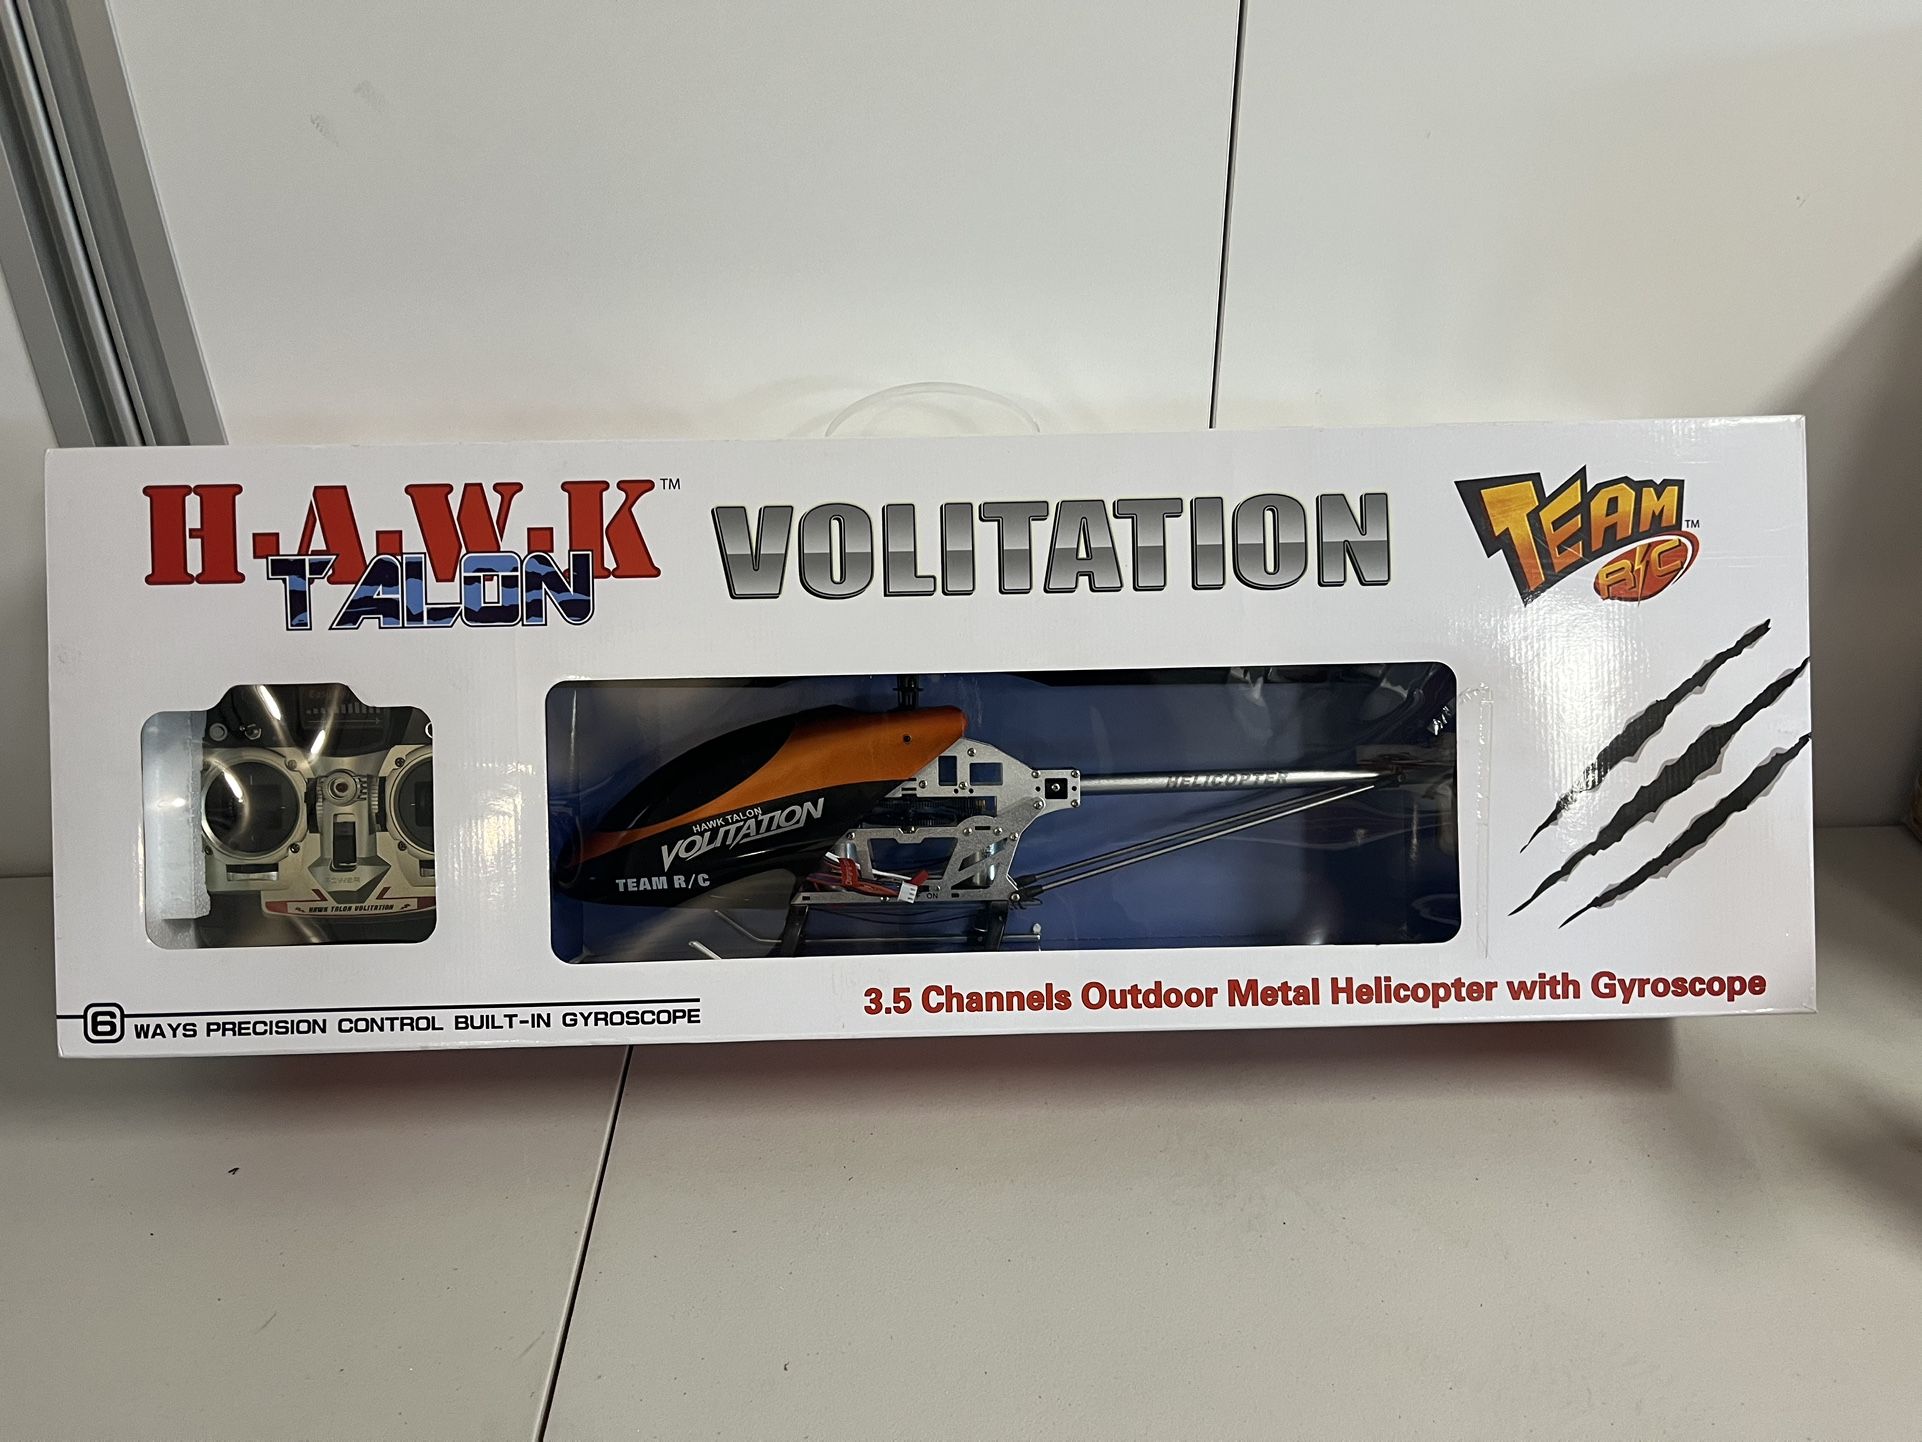 H·A·W·K™
TALON
VOLITATION
TEAM™
R/C
HAWK TALON
VOLITATION
TEAM R/C
HELICOPTER
ON
POWER
HAWK TALON VOLITATION
3.5 Channels Outdoor Metal Helicopter with Gyroscope
6 WAYS PRECISION CONTROL BUILT-IN GYROSCOPE